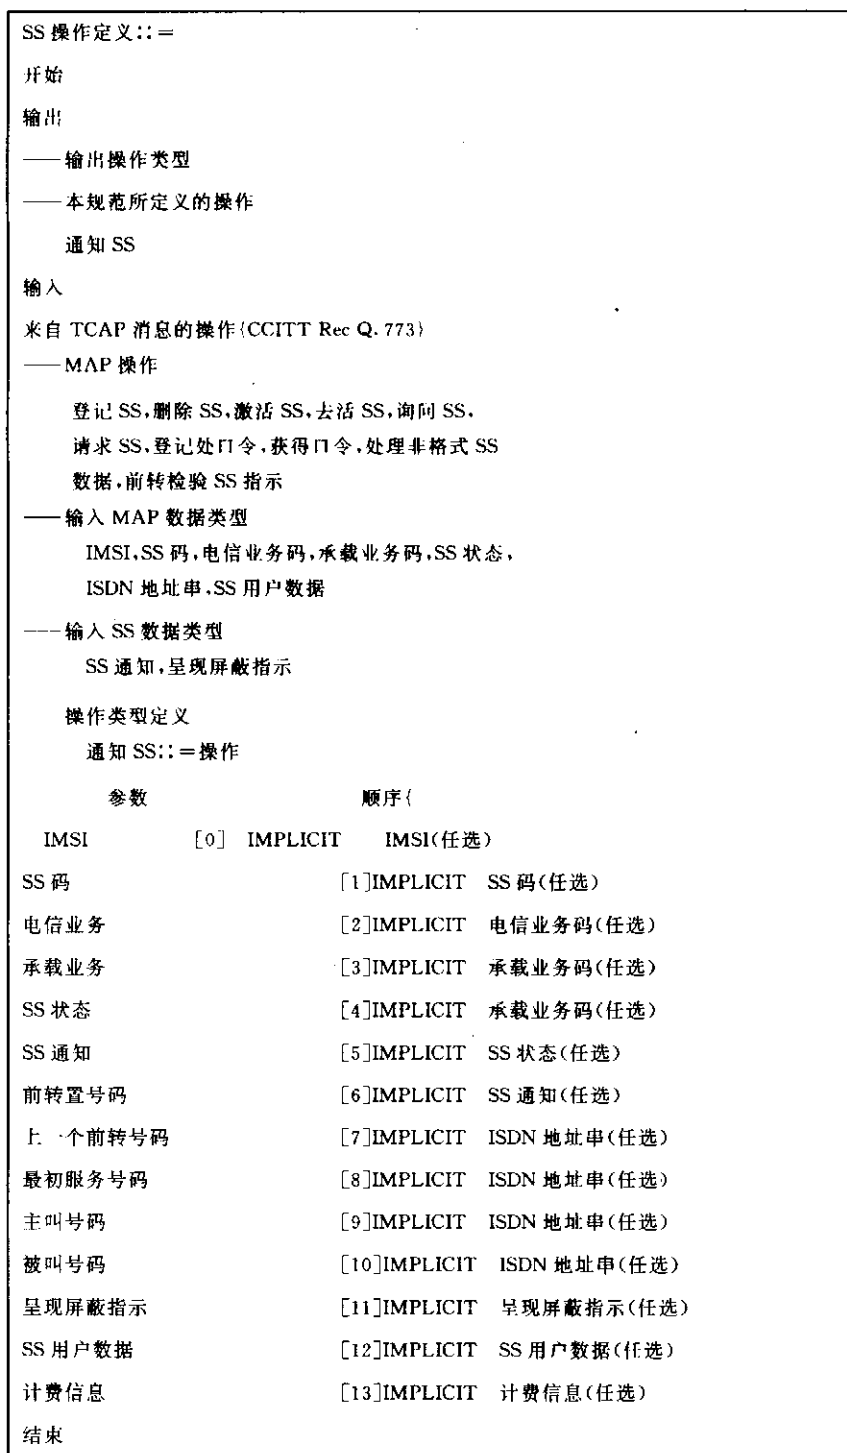 SS 操作定义::=
开始
输出
——输出操作类型
——本规范所定义的操作
通知 SS
输入
来自 TCAP 消息的操作{CCITT Rec Q.773}
——MAP 操作
登记 SS,删除 SS,激活 SS,去活 SS,询问 SS,
请求 SS,登记处口令,获得口令,处理非格式 SS
数据,前转检验 SS 指示
——输入 MAP 数据类型
IMSI,SS 码,电信业务码,承载业务码,SS 状态,
ISDN 地址串,SS 用户数据
———输入 SS 数据类型
SS 通知,呈现屏蔽指示
操作类型定义
通知 SS::=操作
参数 顺序{
IMSI [0] IMPLICIT IMSI(任选)
SS 码 [1]IMPLICIT SS 码(任选)
电信业务 [2]IMPLICIT 电信业务码(任选)
承载业务 [3]IMPLICIT 承载业务码(任选)
SS 状态 [4]IMPLICIT 承载业务码(任选)
SS 通知 [5]IMPLICIT SS 状态(任选)
前转置号码 [6]IMPLICIT SS 通知(任选)
上一个前转号码 [7]IMPLICIT ISDN 地址串(任选)
最初服务号码 [8]IMPLICIT ISDN 地址串(任选)
主叫号码 [9]IMPLICIT ISDN 地址串(任选)
被叫号码 [10]IMPLICIT ISDN 地址串(任选)
呈现屏蔽指示 [11]IMPLICIT 呈现屏蔽指示(任选)
SS 用户数据 [12]IMPLICIT SS 用户数据(任选)
计费信息 [13]IMPLICIT 计费信息(任选)
结束